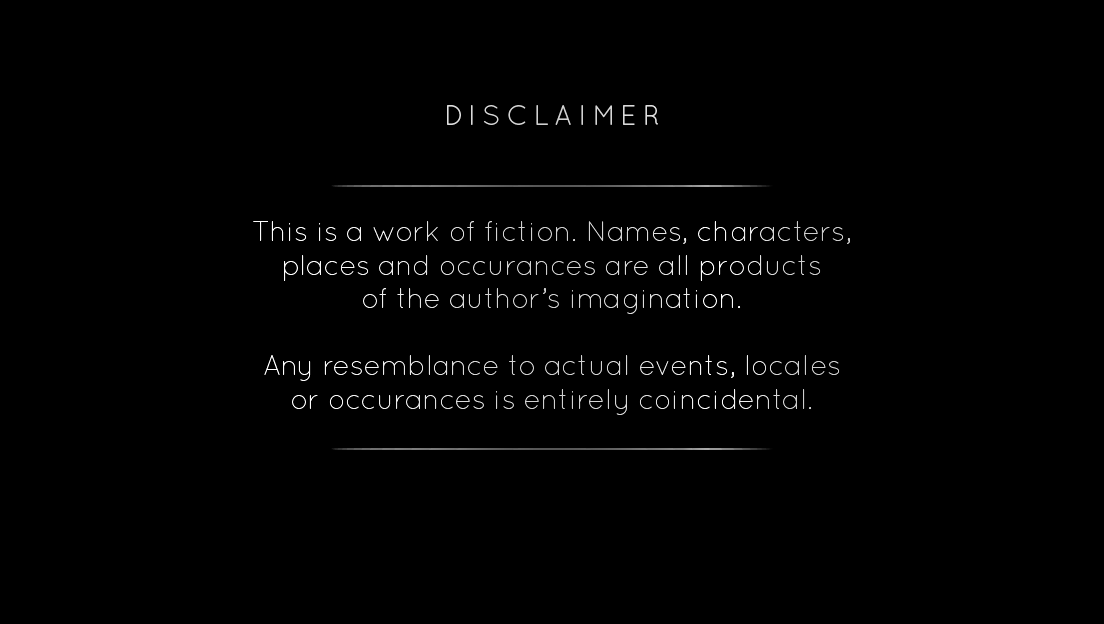 DISCLAIMER
This is a work of fiction. Names, characters,
places and occurances are all products
of the author’s imagination.
Any resemblance to actual events, locales
or occurances is entirely coincidental.